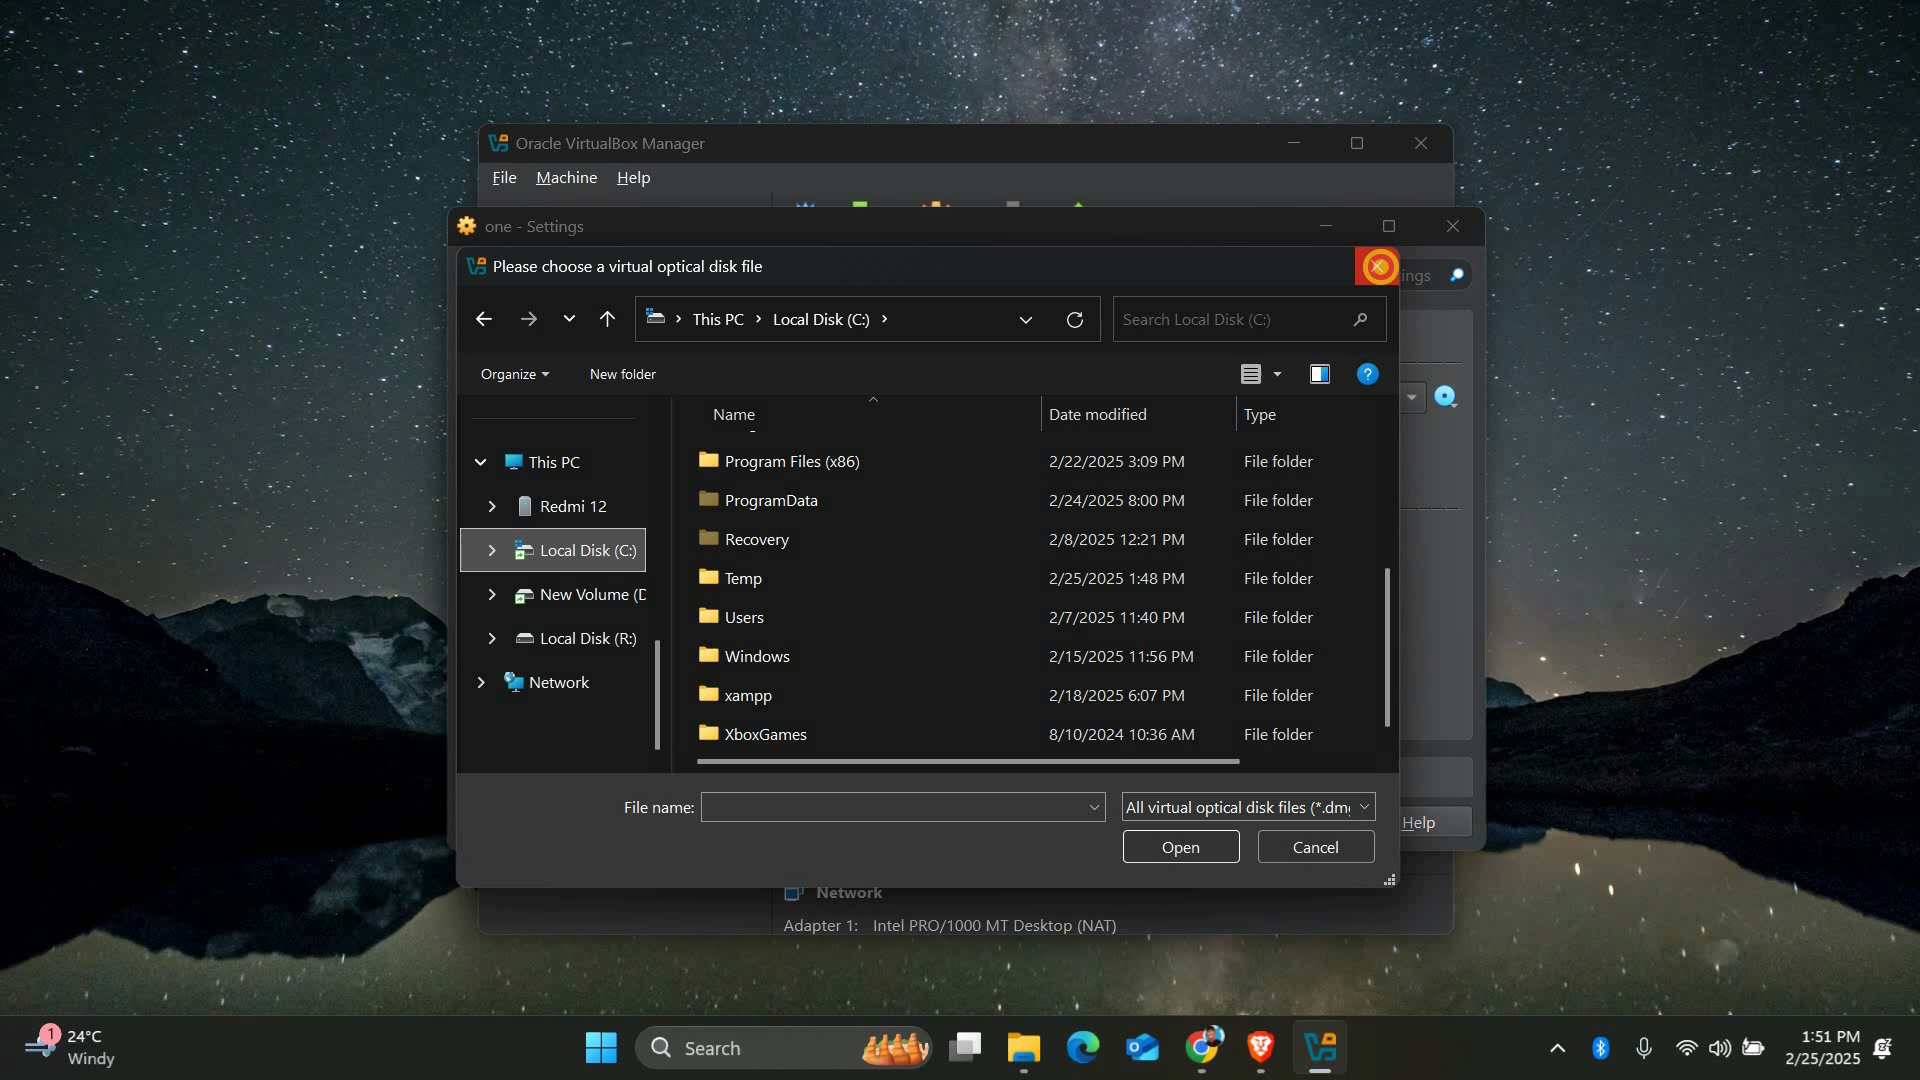 Oracle VirtualBox Manager
File Machine Help
one - Settings
Please choose a virtual optical disk file
ings
This PC > Local Disk (C:) >
Search Local Disk (C:)
Organize
New folder
?
Name
Date modified
Type
This PC
Redmi 12
Local Disk (C:)
New Volume (D
Local Disk (R:)
Network
Program Files (x86) 2/22/2025 3:09 PM File folder
ProgramData 2/24/2025 8:00 PM File folder
Recovery 2/8/2025 12:21 PM File folder
Temp 2/25/2025 1:48 PM File folder
Users 2/7/2025 11:40 PM File folder
Windows 2/15/2025 11:56 PM File folder
xampp 2/18/2025 6:07 PM File folder
XboxGames 8/10/2024 10:36 AM File folder
File name:
All virtual optical disk files (*.dmg
Open
Cancel
Help
Network
Adapter 1: Intel PRO/1000 MT Desktop (NAT)
1
24°C
Windy
Search
1:51 PM
2/25/2025